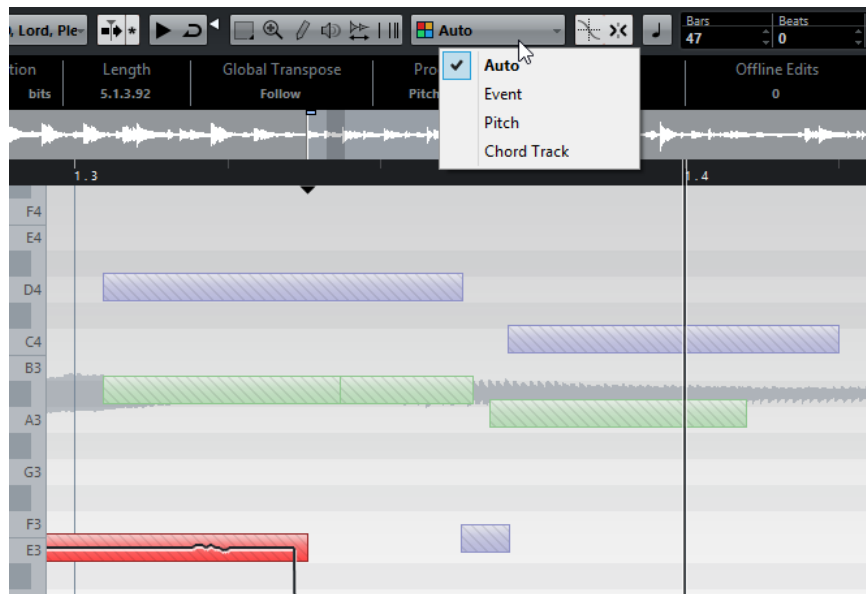 , Lord, Ple
*
Auto
Bars
Beats
47
0
tion
Length
Global Transpose
Pro
Offline Edits
bits
5.1.3.92
Follow
Pitch
0
Auto
Event
Pitch
Chord Track
1.3
1.4
F4
E4
D4
C4
B3
A3
G3
F3
E3